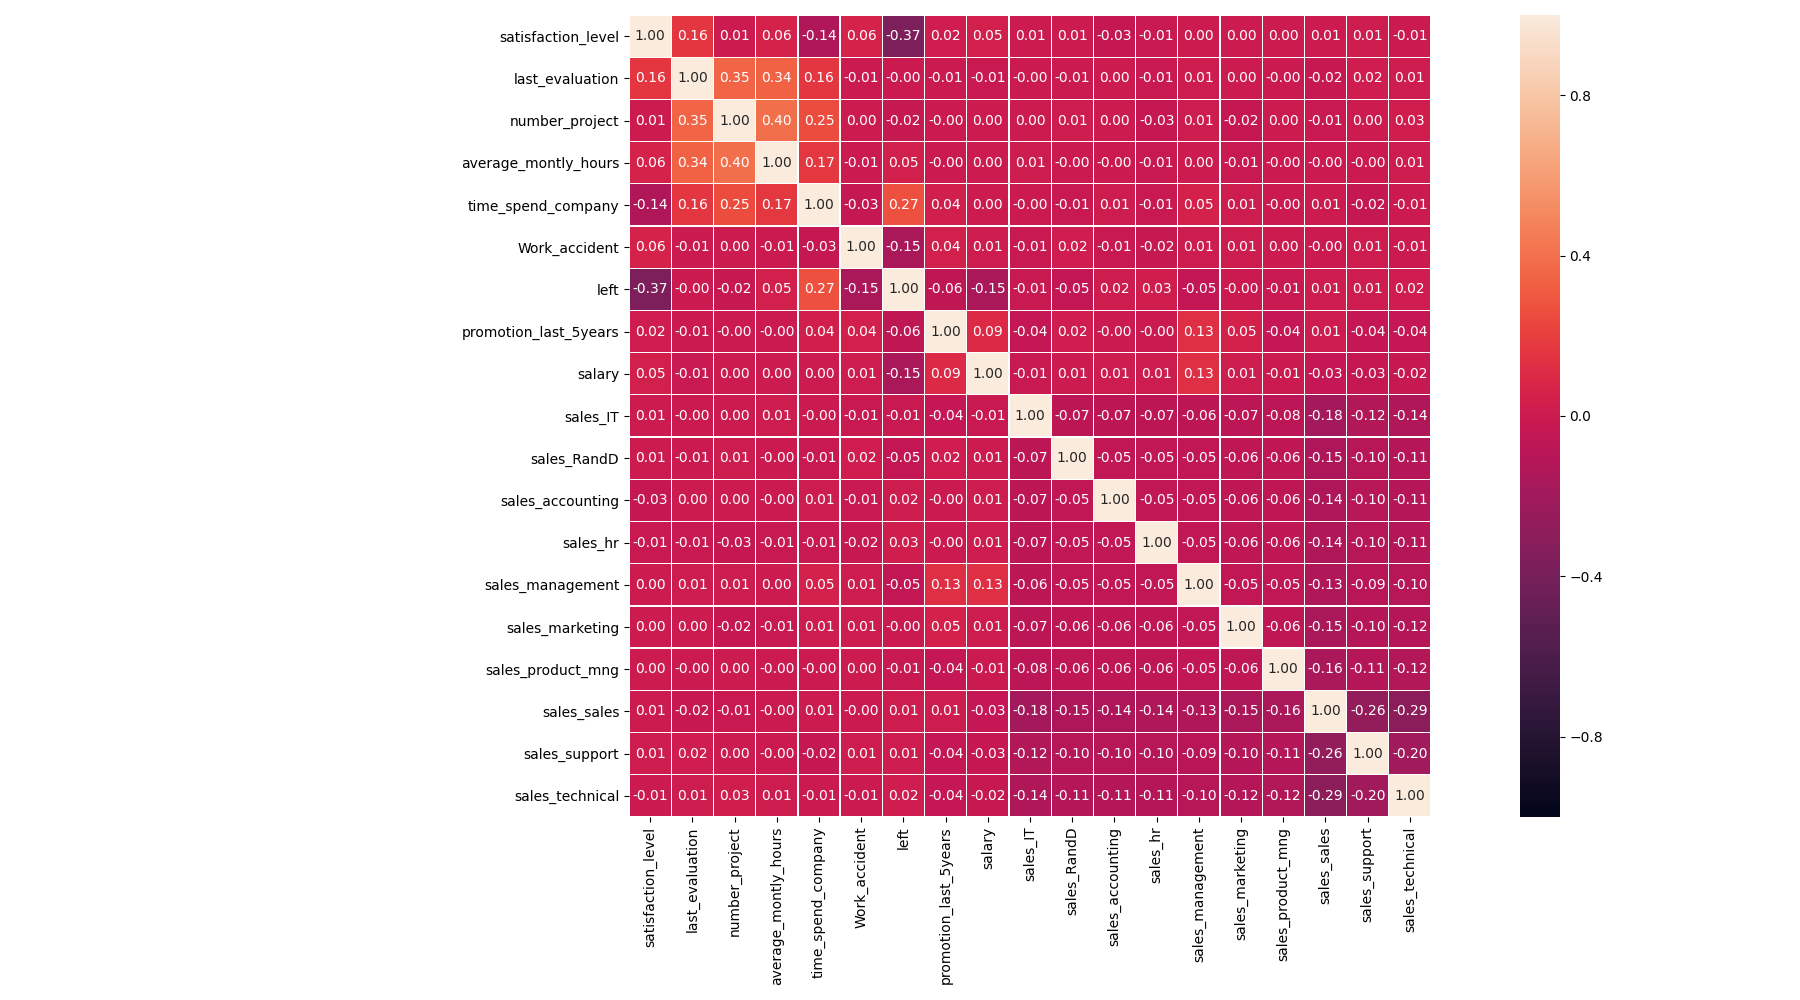 satisfaction_level 1.00 0.16 0.01 0.06 -0.14 0.06 -0.37 0.02 0.05 0.01 0.01 -0.03 -0.01 0.00 0.00 0.00 0.01 0.01 -0.01
last_evaluation 0.16 1.00 0.35 0.34 0.16 -0.01 -0.00 -0.01 -0.01 -0.00 -0.01 0.00 -0.01 0.01 0.00 -0.00 -0.02 0.02 0.01
0.8
number_project 0.01 0.35 1.00 0.40 0.25 0.00 -0.02 -0.00 0.00 0.00 0.01 0.00 -0.03 0.01 -0.02 0.00 -0.01 0.00 0.03
average_montly_hours 0.06 0.34 0.40 1.00 0.17 -0.01 0.05 -0.00 0.00 0.01 -0.00 -0.00 -0.01 0.00 -0.01 -0.00 -0.00 -0.00 0.01
time_spend_company -0.14 0.16 0.25 0.17 1.00 -0.03 0.27 0.04 0.00 -0.00 -0.01 0.01 -0.01 0.05 0.01 -0.00 0.01 -0.02 -0.01
Work_accident 0.06 -0.01 0.00 -0.01 -0.03 1.00 -0.15 0.04 0.01 -0.01 0.02 -0.01 -0.02 0.01 0.01 0.00 -0.00 0.01 -0.01
0.4
left -0.37 -0.00 -0.02 0.05 0.27 -0.15 1.00 -0.06 -0.15 -0.01 -0.05 0.02 0.03 -0.05 -0.00 -0.01 0.01 0.01 0.02
promotion_last_5years 0.02 -0.01 -0.00 -0.00 0.04 0.04 -0.06 1.00 0.09 -0.04 0.02 -0.00 -0.00 0.13 0.05 -0.04 0.01 -0.04 -0.04
salary 0.05 -0.01 0.00 0.00 0.00 0.01 -0.15 0.09 1.00 -0.01 0.01 0.01 0.01 0.13 0.01 -0.01 -0.03 -0.03 -0.02
sales_IT 0.01 -0.00 0.00 0.01 -0.00 -0.01 -0.01 -0.04 -0.01 1.00 -0.07 -0.07 -0.07 -0.06 -0.07 -0.08 -0.18 -0.12 -0.14
0.0
sales_RandD 0.01 -0.01 0.01 -0.00 -0.01 0.02 -0.05 0.02 0.01 -0.07 1.00 -0.05 -0.05 -0.05 -0.06 -0.06 -0.15 -0.10 -0.11
sales_accounting -0.03 0.00 0.00 -0.00 0.01 -0.01 0.02 -0.00 0.01 -0.07 -0.05 1.00 -0.05 -0.05 -0.06 -0.06 -0.14 -0.10 -0.11
sales_hr -0.01 -0.01 -0.03 -0.01 -0.01 -0.02 0.03 -0.00 0.01 -0.07 -0.05 -0.05 1.00 -0.05 -0.06 -0.06 -0.14 -0.10 -0.11
sales_management 0.00 0.01 0.01 0.00 0.05 0.01 -0.05 0.13 0.13 -0.06 -0.05 -0.05 -0.05 1.00 -0.05 -0.05 -0.13 -0.09 -0.10
−0.4
sales_marketing 0.00 0.00 -0.02 -0.01 0.01 0.01 -0.00 0.05 0.01 -0.07 -0.06 -0.06 -0.06 -0.05 1.00 -0.06 -0.15 -0.10 -0.12
sales_product_mng 0.00 -0.00 0.00 -0.00 -0.00 0.00 -0.01 -0.04 -0.01 -0.08 -0.06 -0.06 -0.06 -0.05 -0.06 1.00 -0.16 -0.11 -0.12
sales_sales 0.01 -0.02 -0.01 -0.00 0.01 -0.00 0.01 0.01 -0.03 -0.18 -0.15 -0.14 -0.14 -0.13 -0.15 -0.16 1.00 -0.26 -0.29
−0.8
sales_support 0.01 0.02 0.00 -0.00 -0.02 0.01 0.01 -0.04 -0.03 -0.12 -0.10 -0.10 -0.10 -0.09 -0.10 -0.11 -0.26 1.00 -0.20
sales_technical -0.01 0.01 0.03 0.01 -0.01 -0.01 0.02 -0.04 -0.02 -0.14 -0.11 -0.11 -0.11 -0.10 -0.12 -0.12 -0.29 -0.20 1.00
satisfaction_level
last_evaluation
number_project
average_montly_hours
time_spend_company
Work_accident
left
promotion_last_5years
salary
sales_IT
sales_RandD
sales_accounting
sales_hr
sales_management
sales_marketing
sales_product_mng
sales_sales
sales_support
sales_technical